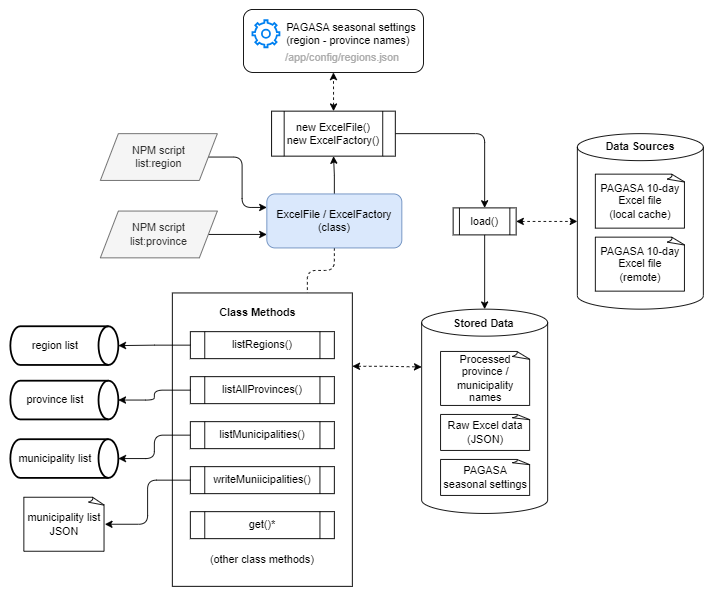 PAGASA seasonal settings
(region - province names)
/app/config/regions.json
new ExcelFile()
new ExcelFactory()
NPM script
list:region
NPM script
list:province
ExcelFile / ExcelFactory
(class)
load()
Data Sources
PAGASA 10-day
Excel file
(local cache)
PAGASA 10-day
Excel file
(remote)
Class Methods
listRegions()
listAllProvinces()
listMunicipalities()
writeMuniicipalities()
get()*
(other class methods)
region list
province list
municipality list
municipality list
JSON
Stored Data
Processed
province /
municipality
names
Raw Excel data
(JSON)
PAGASA
seasonal settings